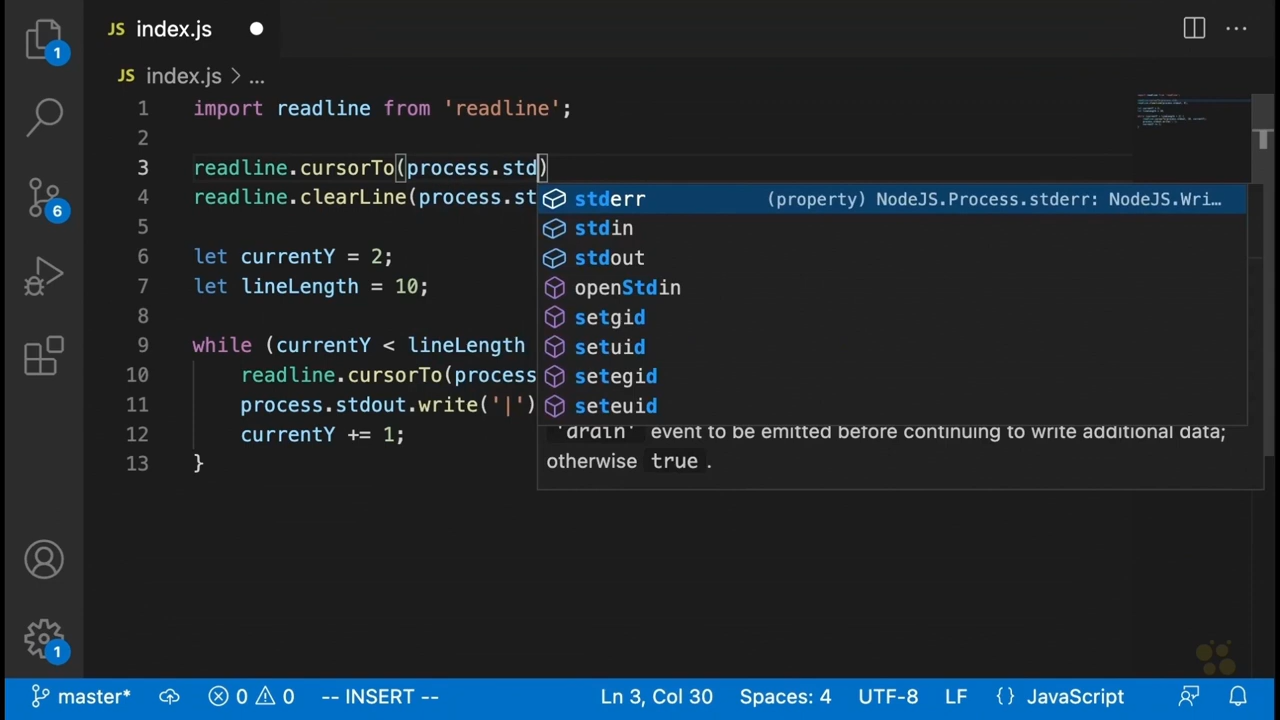 JS index.js
JS index.js > ...
1 import readline from 'readline';
2
3 readline.cursorTo(process.std)
4 readline.clearLine(process.st
stderr (property) NodeJS.Process.stderr: NodeJS.Wri…
stdin
stdout
openStdin
setgid
setuid
setegid
seteuid
5
6 let currentY = 2;
7 let lineLength = 10;
8
9 while (currentY < lineLength
10 readline.cursorTo(process
11 process.stdout.write('|')
12 currentY += 1;
13 }
'drain' event to be emitted before continuing to write additional data;
otherwise true .
1
6
1
master* 0 0 -- INSERT -- Ln 3, Col 30 Spaces: 4 UTF-8 LF {} JavaScript